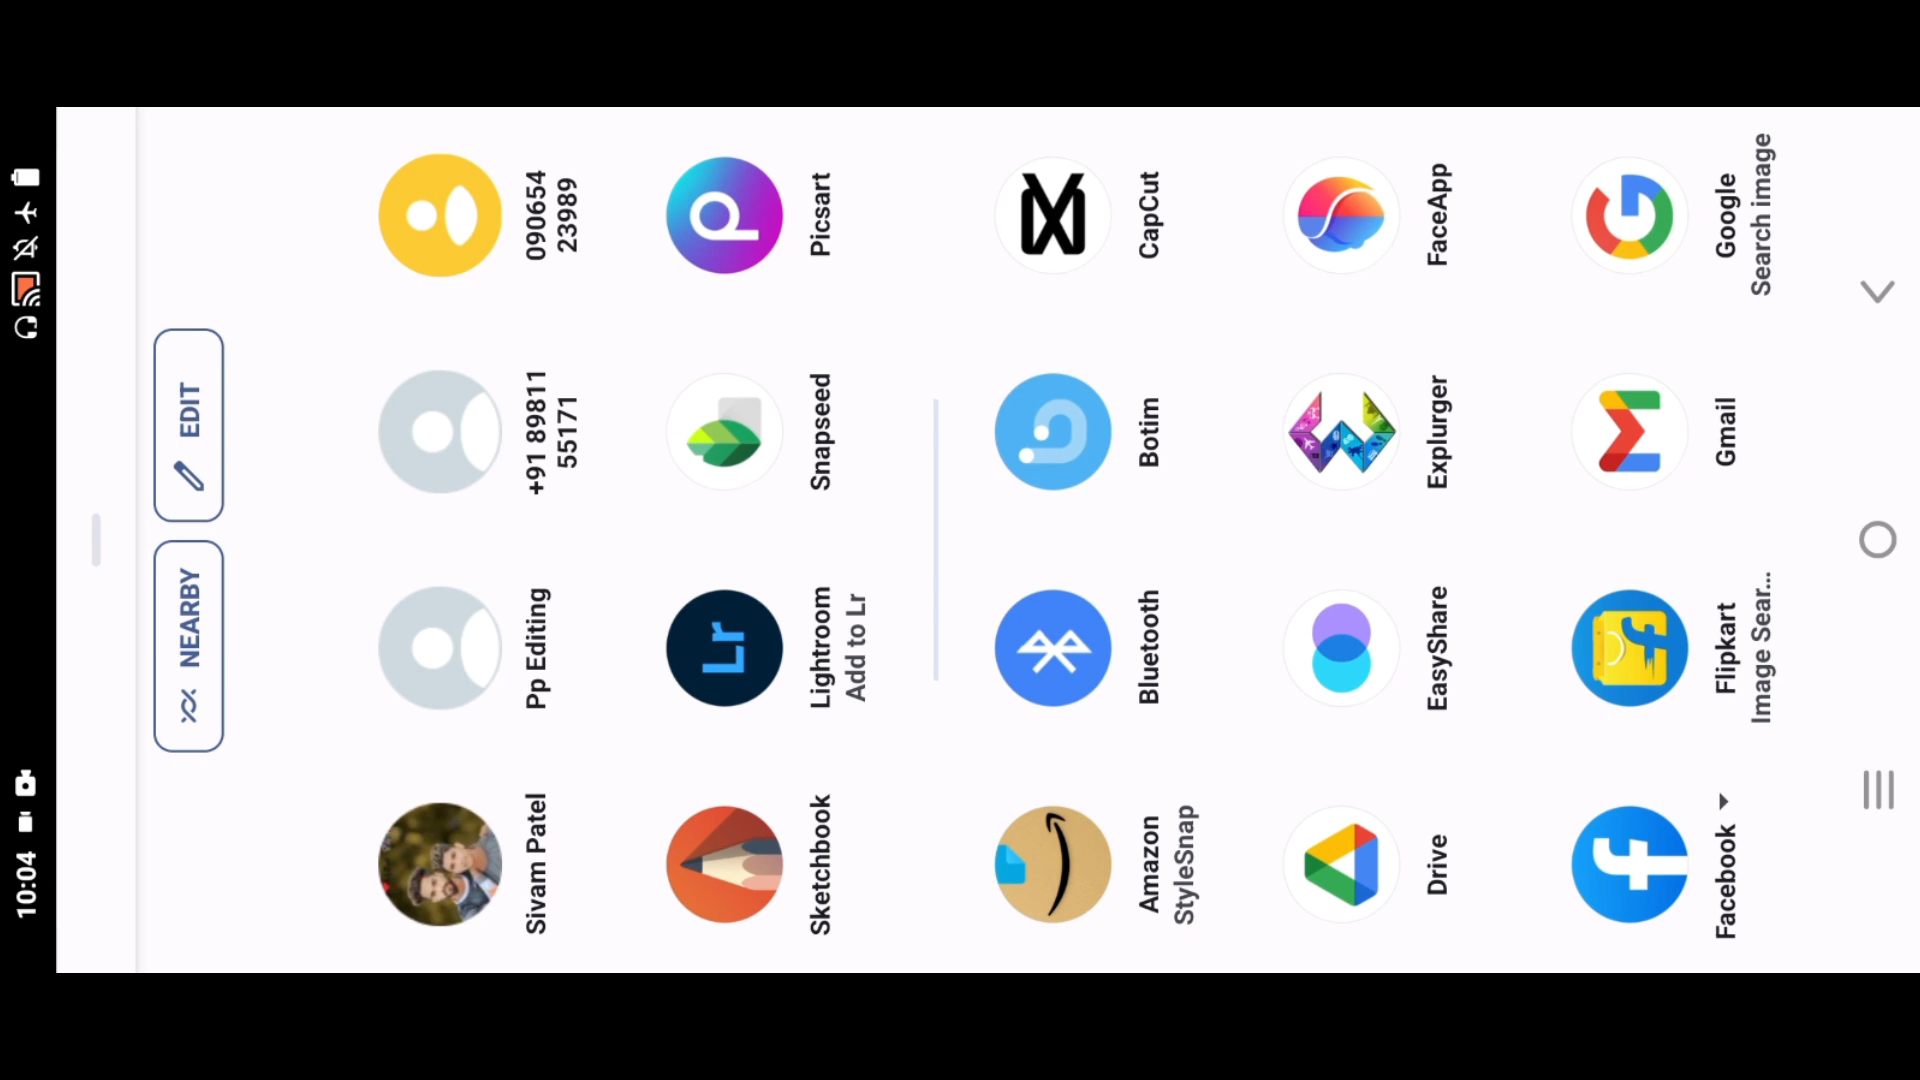 10:04
NEARBY
EDIT
Sivam Patel
Pp Editing
+91 89811
55171
090654
23989
Sketchbook
Lr
Lightroom
Add to Lr
Snapseed
Picsart
Amazon
StyleSnap
Bluetooth
Botim
CapCut
Drive
EasyShare
Explurger
FaceApp
Facebook
Flipkart
Image Sear...
Gmail
Google
Search image